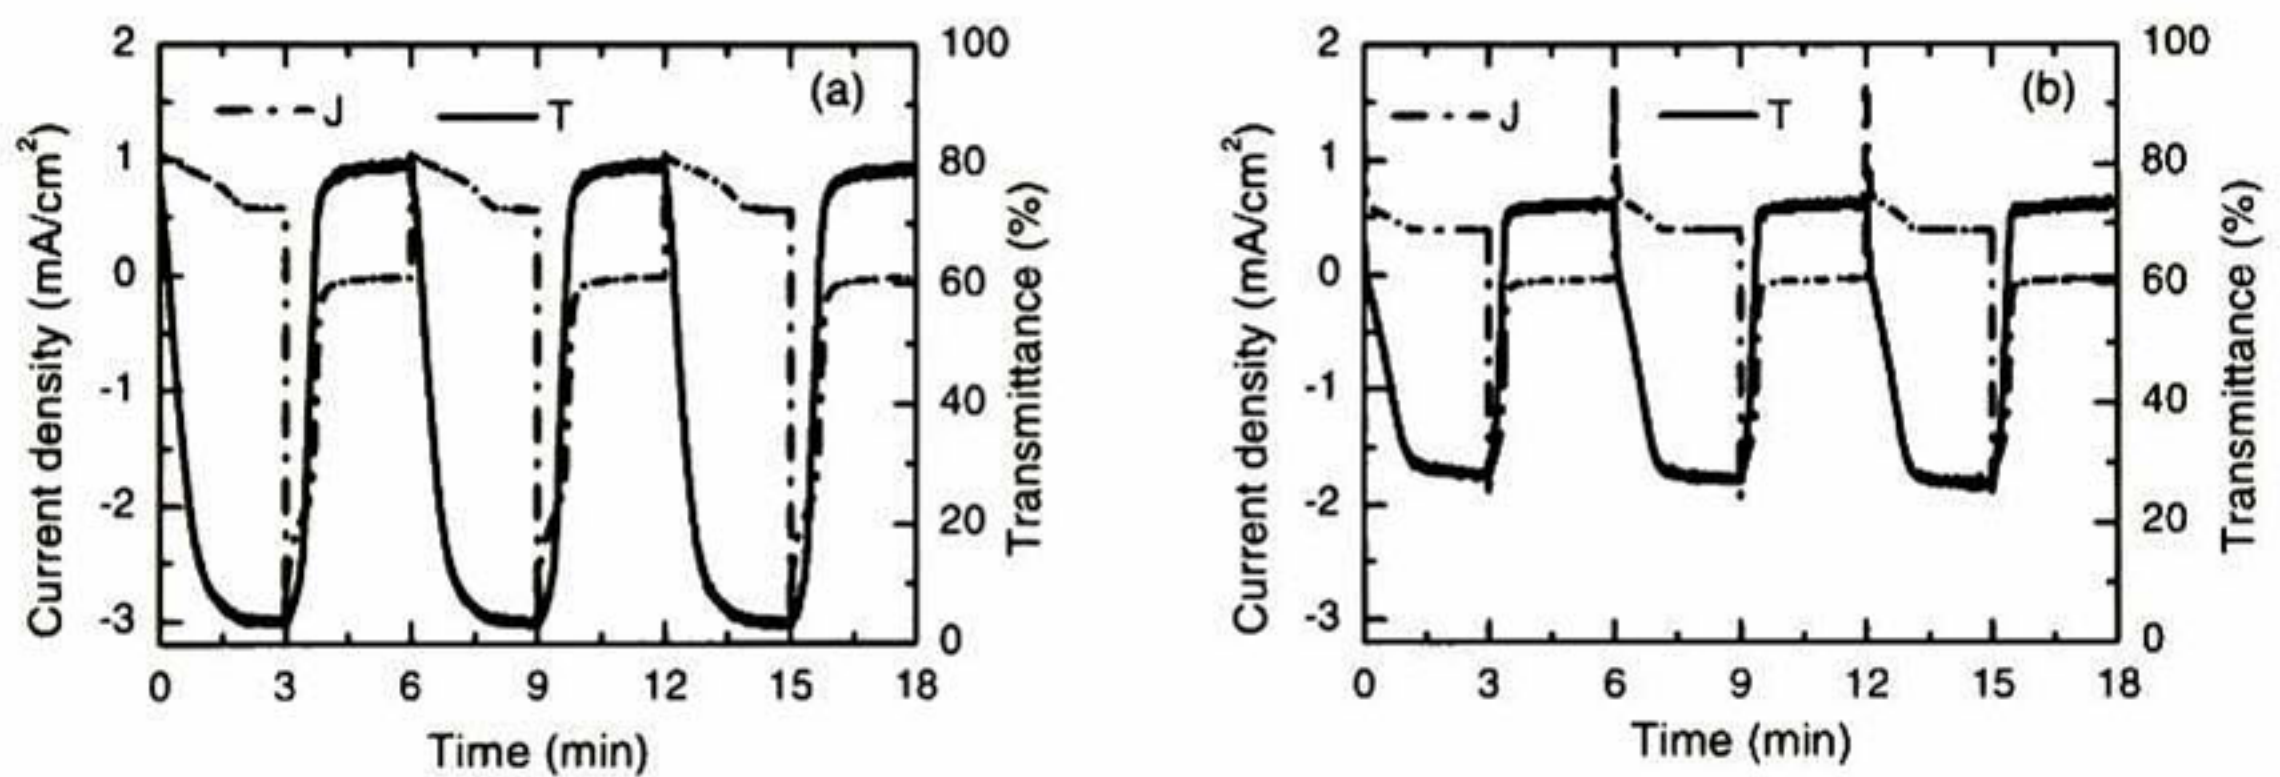 (a)
J
T
Current density (mA/cm²)
2
1
0
-1
-2
-3
100
80
60
40
20
0
Transmittance (%)
0 3 6 9 12 15 18
Time (min)
(b)
J
T
Current density (mA/cm²)
2
1
0
-1
-2
-3
100
80
60
40
20
0
Transmittance (%)
0 3 6 9 12 15 18
Time (min)